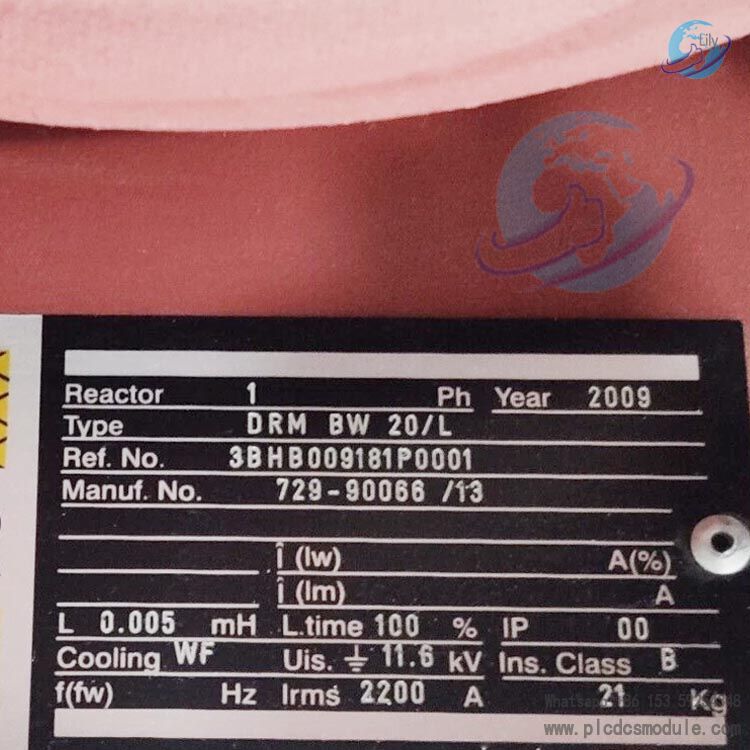 Eily
Reactor 1 Ph Year 2009
Type DRM BW 20/L
Ref. No. 3BHB009181P0001
Manuf. No. 729-90066 /13
Î (lw) A(%)
Î (lm) A
L 0.005 mH L.time 100 % IP 00
Cooling WF Uis. ⏚ 11.6 kV Ins. Class B
f(fw) Hz Irms 2200 A 21 Kg
www.plcdcsmodule.com